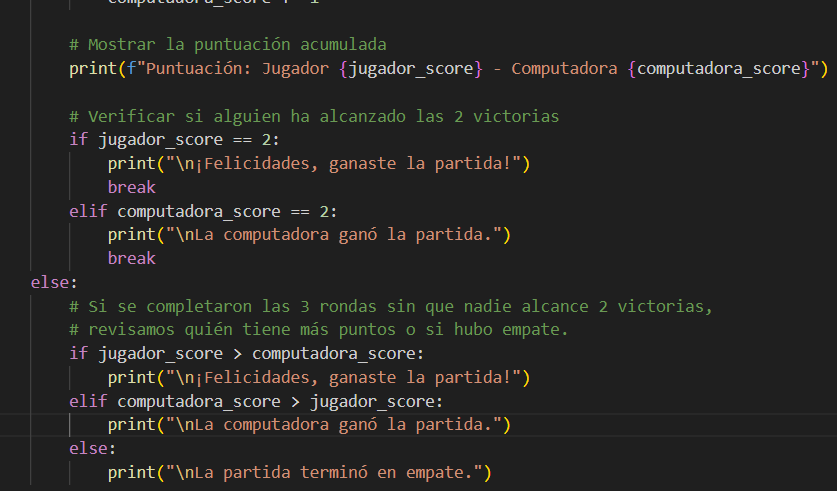 # Mostrar la puntuación acumulada
print(f"Puntuación: Jugador {jugador_score} - Computadora {computadora_score}")
# Verificar si alguien ha alcanzado las 2 victorias
if jugador_score == 2:
print("\n¡Felicidades, ganaste la partida!")
break
elif computadora_score == 2:
print("\nLa computadora ganó la partida.")
break
else:
# Si se completaron las 3 rondas sin que nadie alcance 2 victorias,
# revisamos quién tiene más puntos o si hubo empate.
if jugador_score > computadora_score:
print("\n¡Felicidades, ganaste la partida!")
elif computadora_score > jugador_score:
print("\nLa computadora ganó la partida.")
else:
print("\nLa partida terminó en empate.")